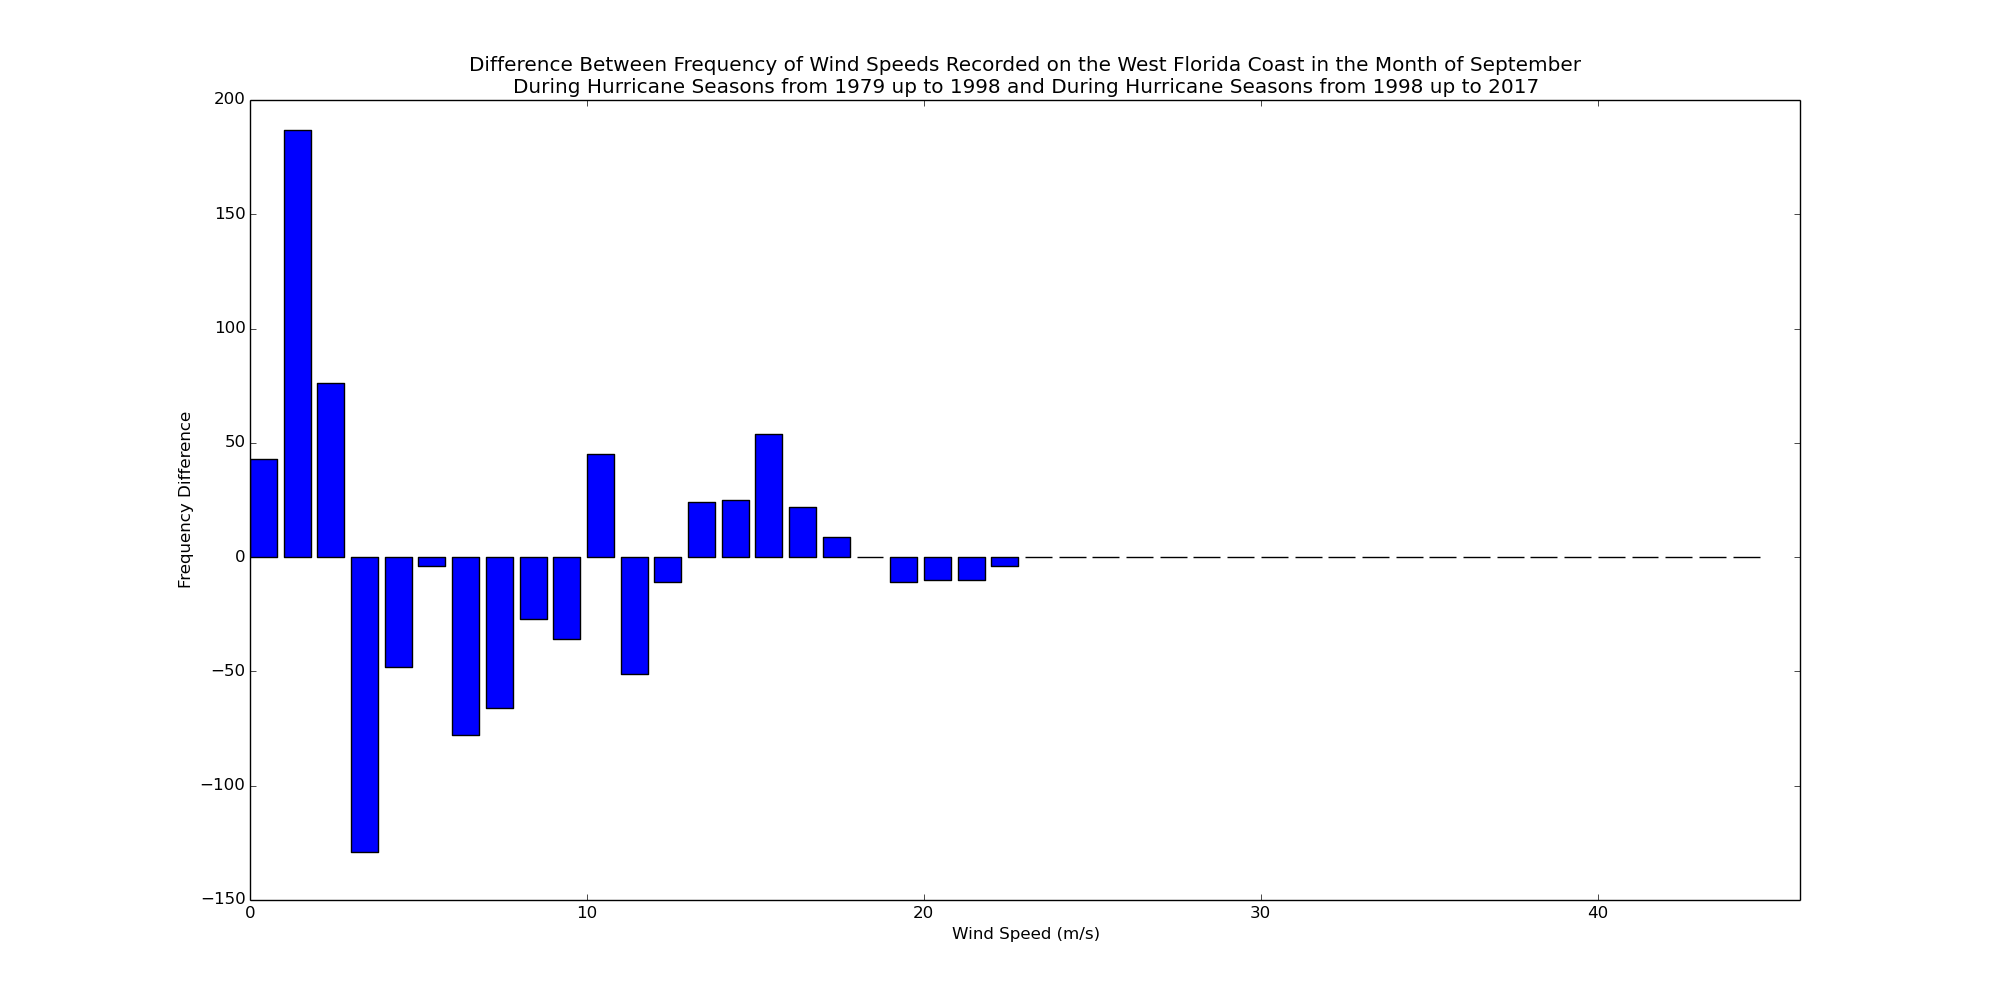 Difference Between Frequency of Wind Speeds Recorded on the West Florida Coast in the Month of September
During Hurricane Seasons from 1979 up to 1998 and During Hurricane Seasons from 1998 up to 2017
200
150
100
50
0
−50
−100
−150
Frequency Difference
0 10 20 30 40
Wind Speed (m/s)